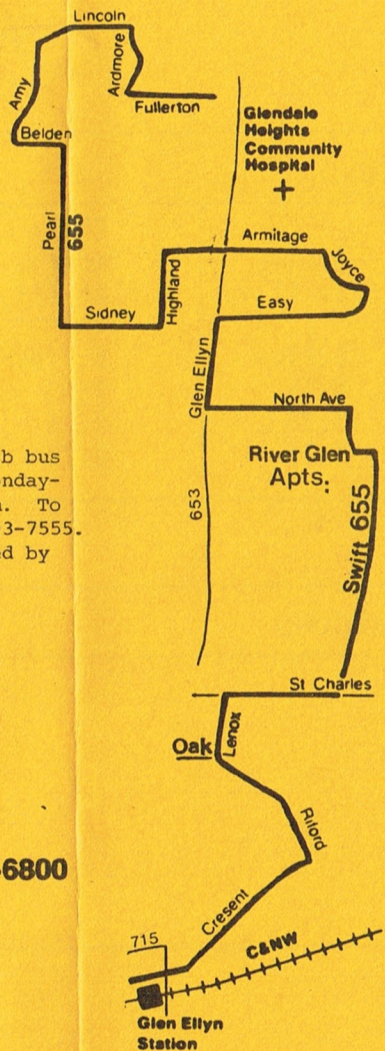 Lincoln
Ardmore
Amy
Fullerton
Glendale
Heights
Community
Hospital
Belden
Pearl
655
Armitage
Joyce
Highland
Sidney
Easy
Glen Ellyn
North Ave
b bus
onday-
. To
3-7555.
ed by
River Glen
Apts.
653
Swift 655
St Charles
Lenox
Oak
Riford
-6800
Cresent
715
C&NW
Glen Ellyn
Station